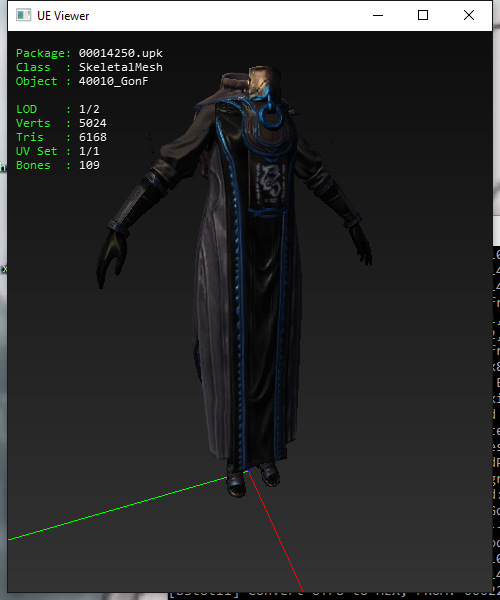 UE Viewer
Package: 00014250.upk
Class  : SkeletalMesh
Object : 40010_GonF
LOD    : 1/2
Verts  : 5024
Tris   : 6168
UV Set : 1/1
Bones  : 109